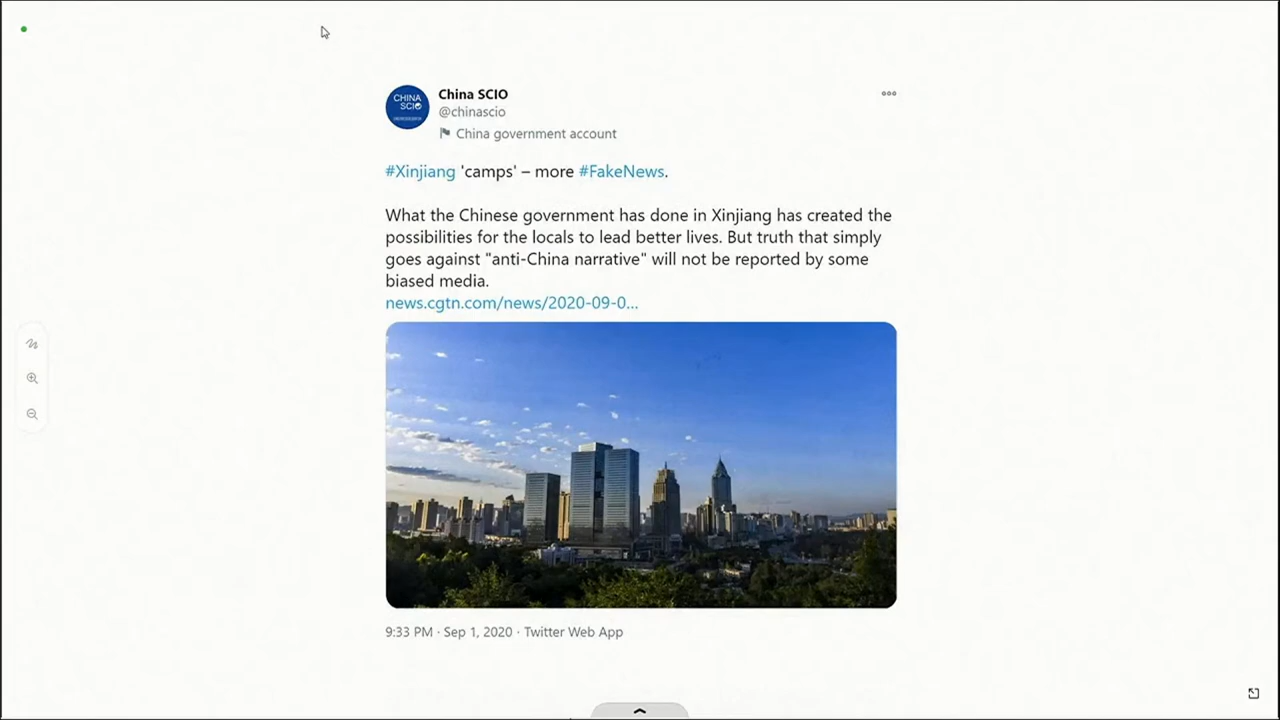 CHINA
SCIO
China SCIO
@chinascio
China government account
#Xinjiang 'camps' – more #FakeNews.
What the Chinese government has done in Xinjiang has created the
possibilities for the locals to lead better lives. But truth that simply
goes against "anti-China narrative" will not be reported by some
biased media.
news.cgtn.com/news/2020-09-0...
9:33 PM · Sep 1, 2020 · Twitter Web App